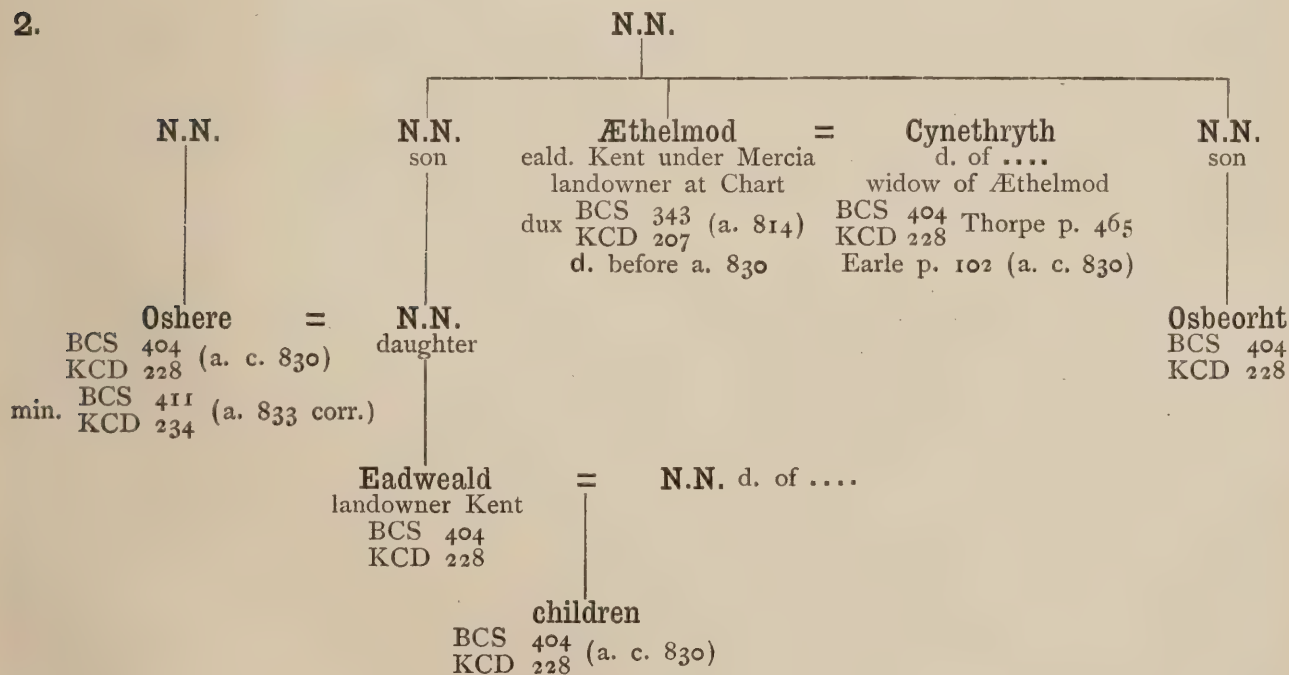 2.
N.N.
N.N. N.N. Æthelmod = Cynethryth N.N.
son eald. Kent under Mercia d. of .... son
landowner at Chart widow of Æthelmod
dux BCS 343 KCD 207 (a. 814) BCS 404 KCD 228 Thorpe p. 465
d. before a. 830 Earle p. 102 (a. c. 830)
Oshere = N.N. Osbeorht
BCS 404 KCD 228 (a. c. 830) daughter BCS 404
KCD 228
min. BCS 411 KCD 234 (a. 833 corr.)
Eadweald = N.N. d. of ....
landowner Kent
BCS 404
KCD 228
children
BCS 404 KCD 228 (a. c. 830)